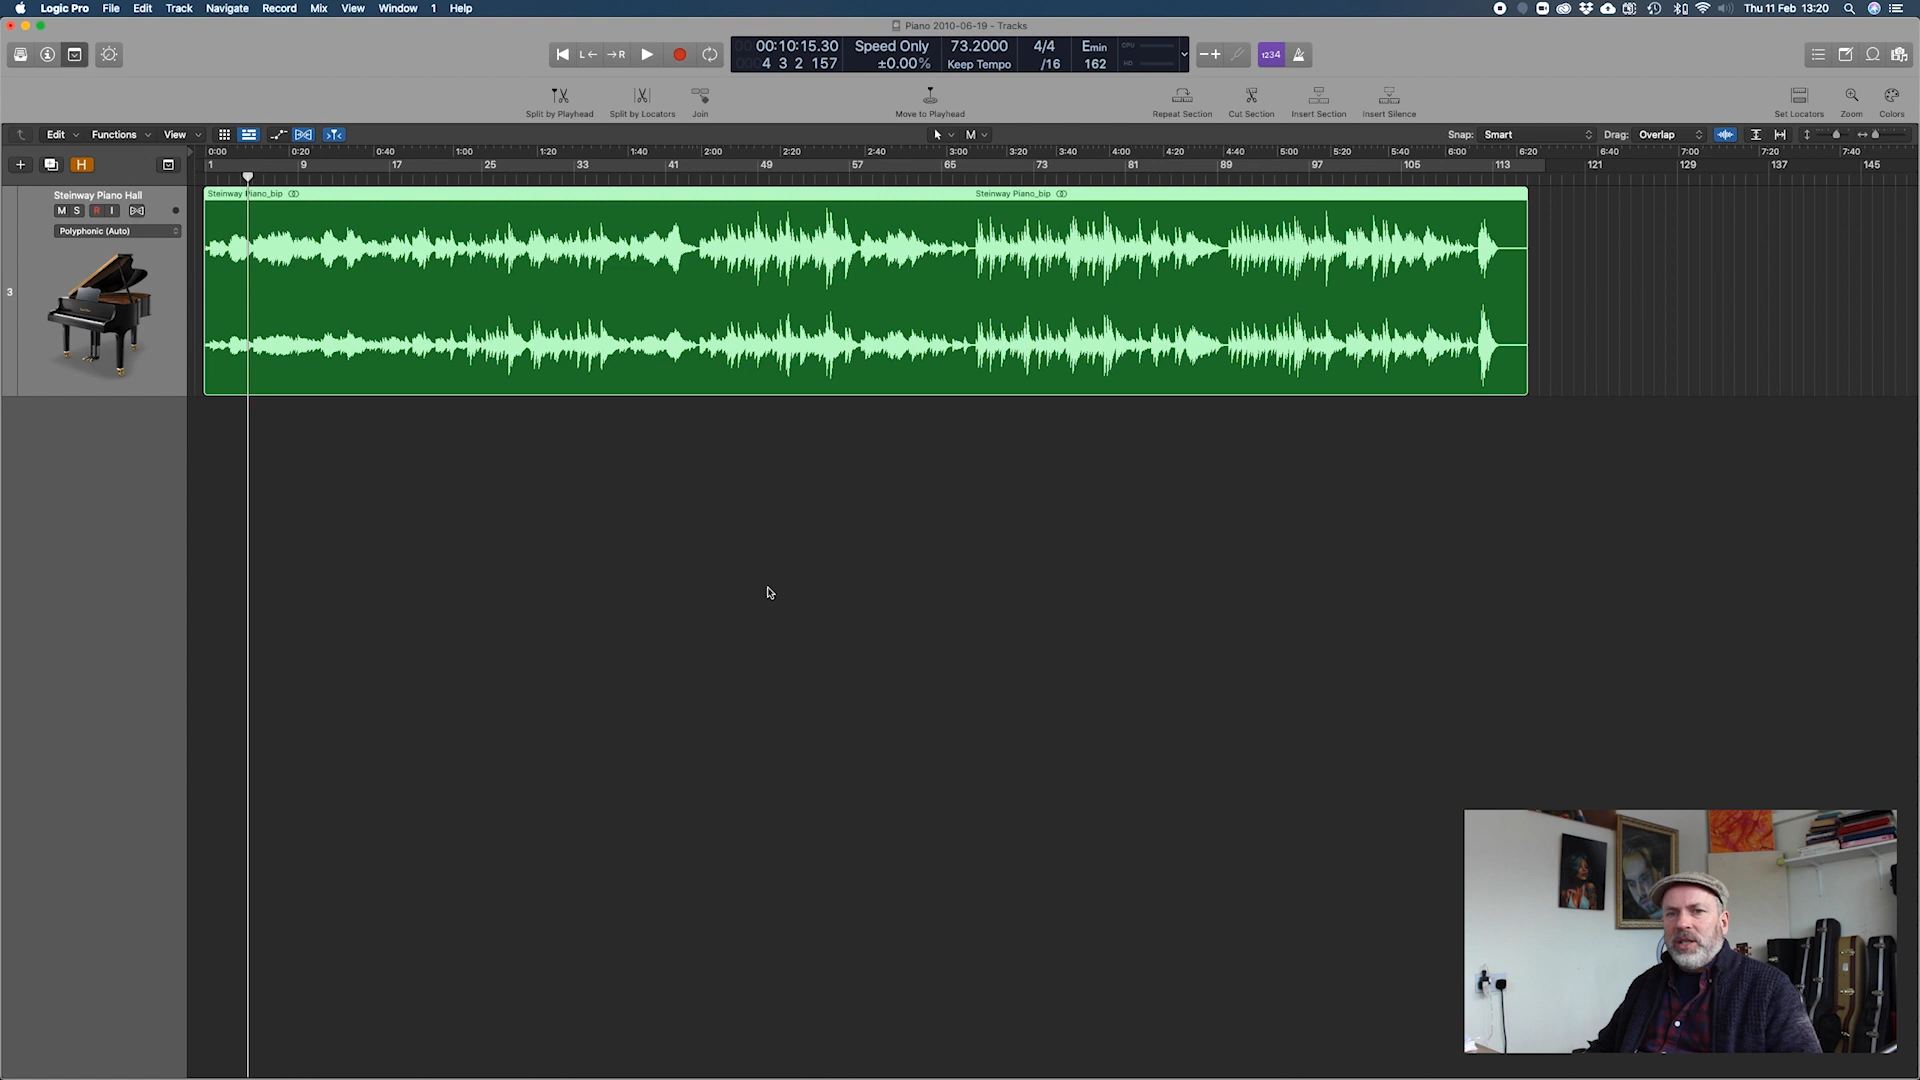 Logic Pro File Edit Track Navigate Record Mix View Window 1 Help Thu 11 Feb 13:20
Piano 2010-06-19 - Tracks
00:10:15.30 Speed Only 73.2000 4/4 Emin CPU
4 3 2 157 ±0.00% Keep Tempo /16 162 HD
L← →R 1234
Split by Playhead Split by Locators Join Move to Playhead Repeat Section Cut Section Insert Section Insert Silence Set Locators Zoom Colors
Edit Functions View M Snap: Smart Drag: Overlap
0:00 0:20 0:40 1:00 1:20 1:40 2:00 2:20 2:40 3:00 3:20 3:40 4:00 4:20 4:40 5:00 5:20 5:40 6:00 6:20 6:40 7:00 7:20 7:40
H 1 9 17 25 33 41 49 57 65 73 81 89 97 105 113 121 129 137 145
Steinway Piano Hall
Steinway Piano_bip Steinway Piano_bip
M S R I
Polyphonic (Auto)
3